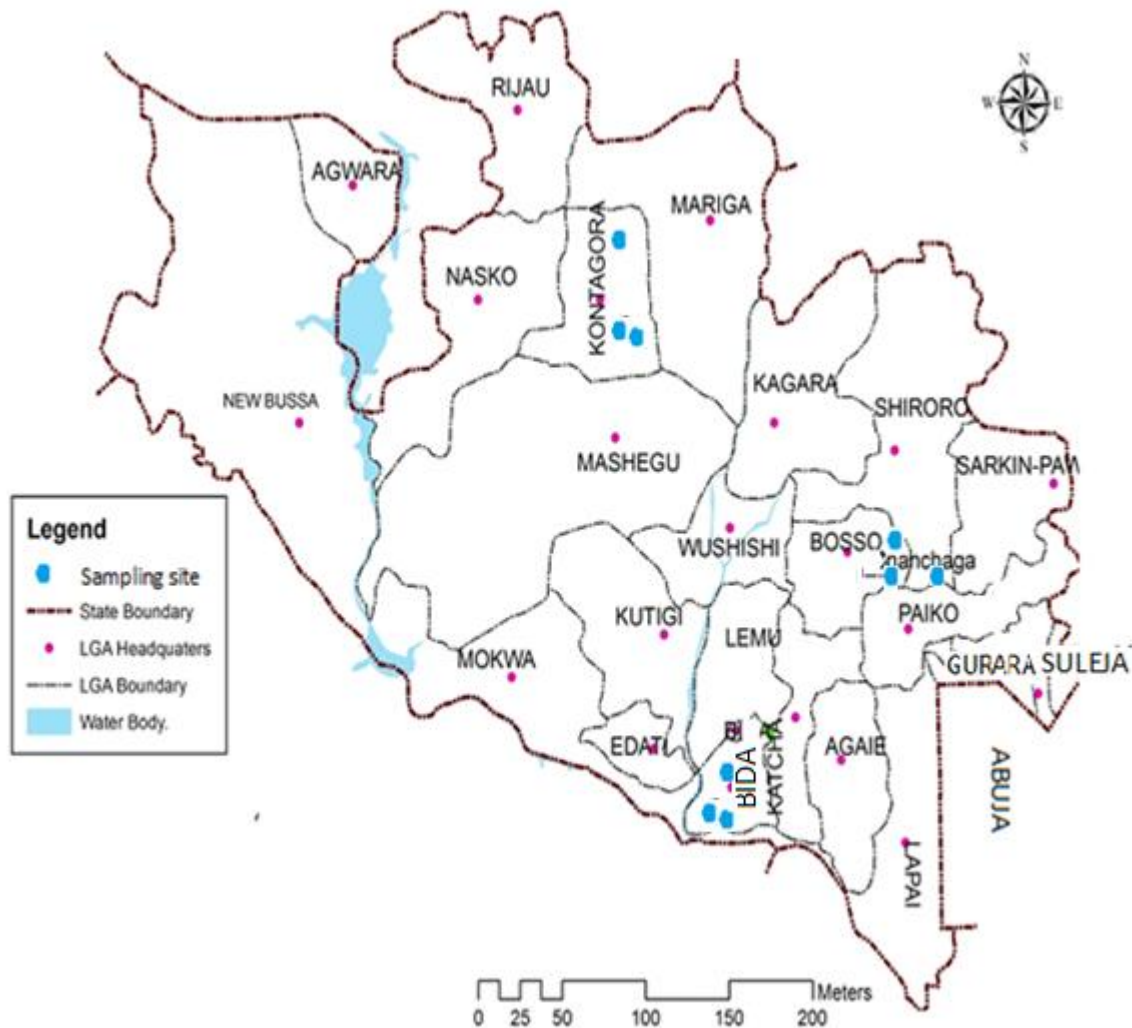 RIJAU
N
W E
S
AGWARA
MARIGA
KONTAGORA
NASKO
KAGARA
NEW BUSSA
SHIRORO
MASHEGU
SARKIN-PAW
Legend
Sampling site
State Boundary
LGA Headquaters
LGA Boundary
Water Body.
WUSHISHI
BOSSO
hanchaga
PAIKO
KUTIGI
LEMU
MOKWA
GURARA SULEJA
EDATI
BIDA
KATCHA
AGAIE
ABUJA
LAPAI
Meters
0 25 50 100 150 200